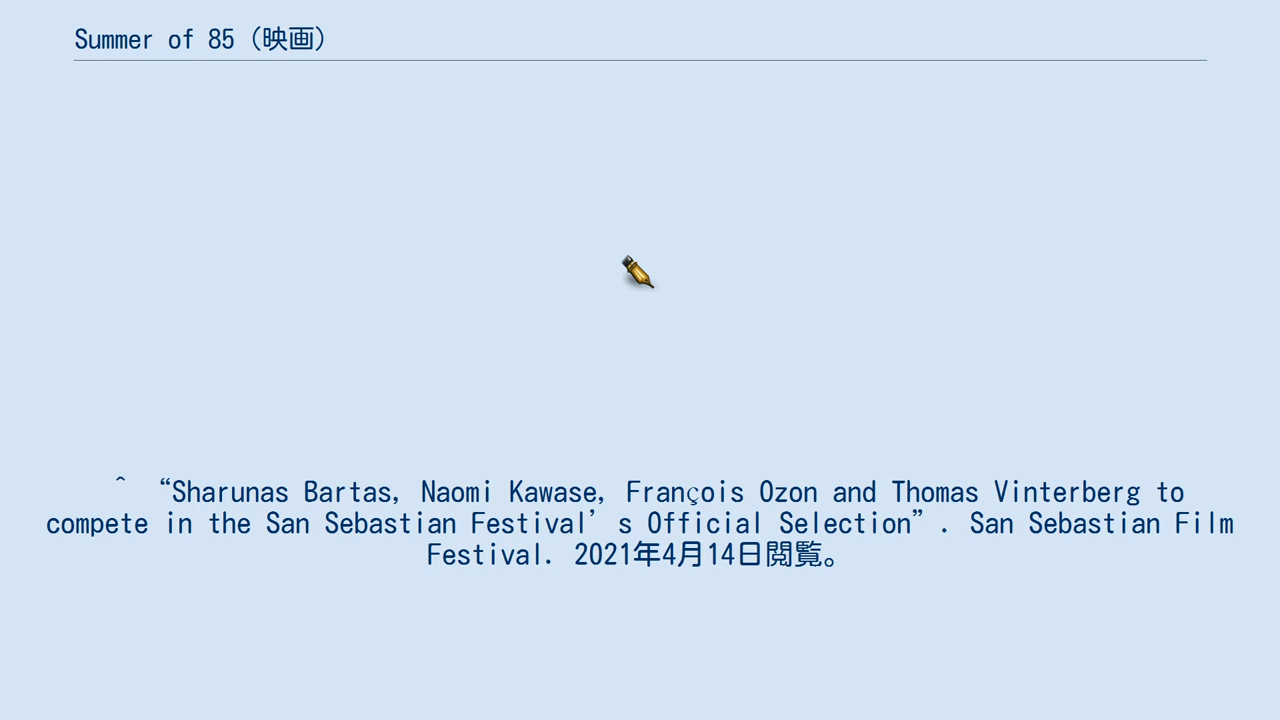 Summer of 85（映画）
^ “Sharunas Bartas, Naomi Kawase, François Ozon and Thomas Vinterberg to
compete in the San Sebastian Festival’s Official Selection”. San Sebastian Film
Festival. 2021年4月14日閲覧。